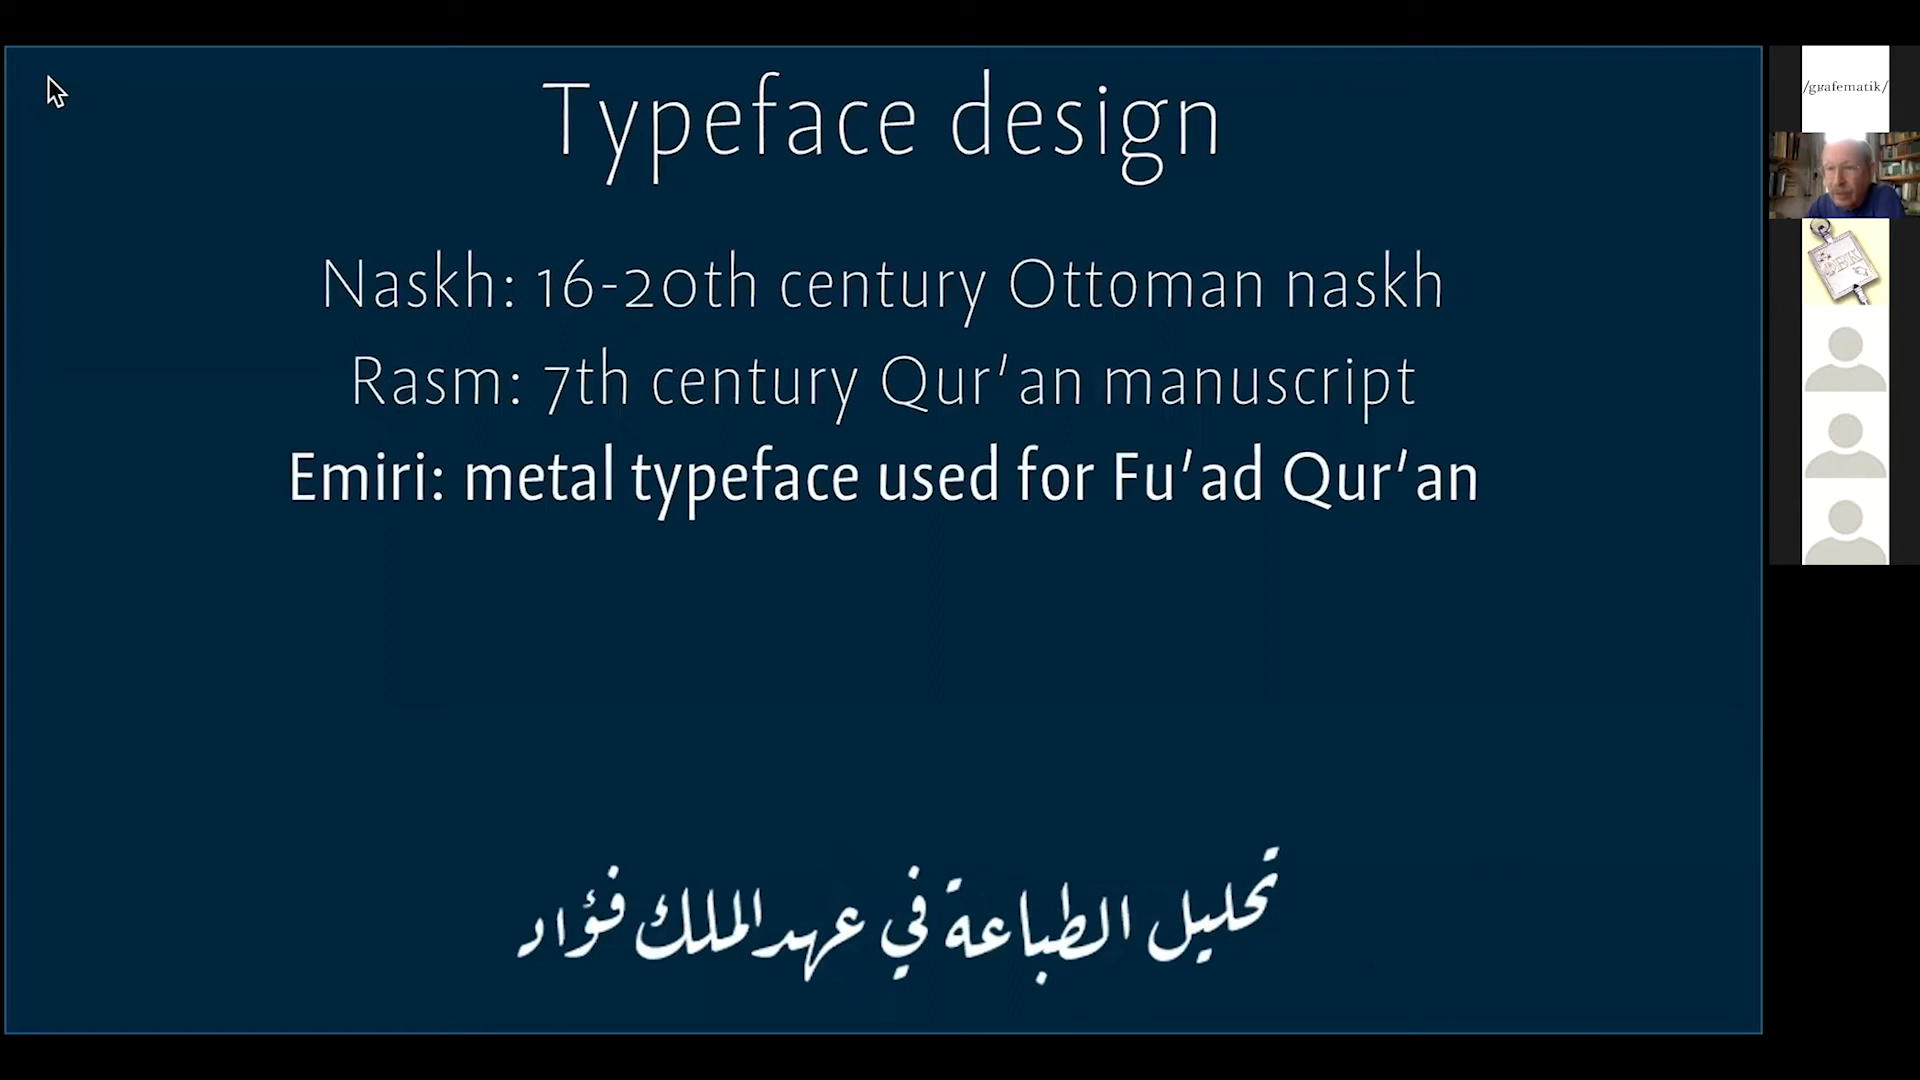 Typeface design
Naskh: 16-20th century Ottoman naskh
Rasm: 7th century Qur'an manuscript
Emiri: metal typeface used for Fu'ad Qur'an
تحليل الطباعة في عهد الملك فؤاد
/gʁafematik/